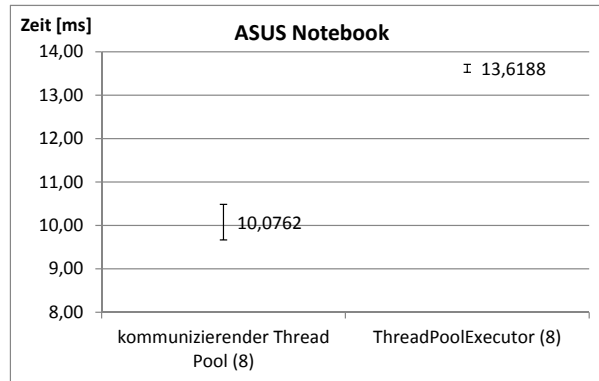 Zeit [ms]
ASUS Notebook
14,00
13,6188
13,00
12,00
11,00
10,00
10,0762
9,00
8,00
kommunizierender Thread
Pool (8)
ThreadPoolExecutor (8)